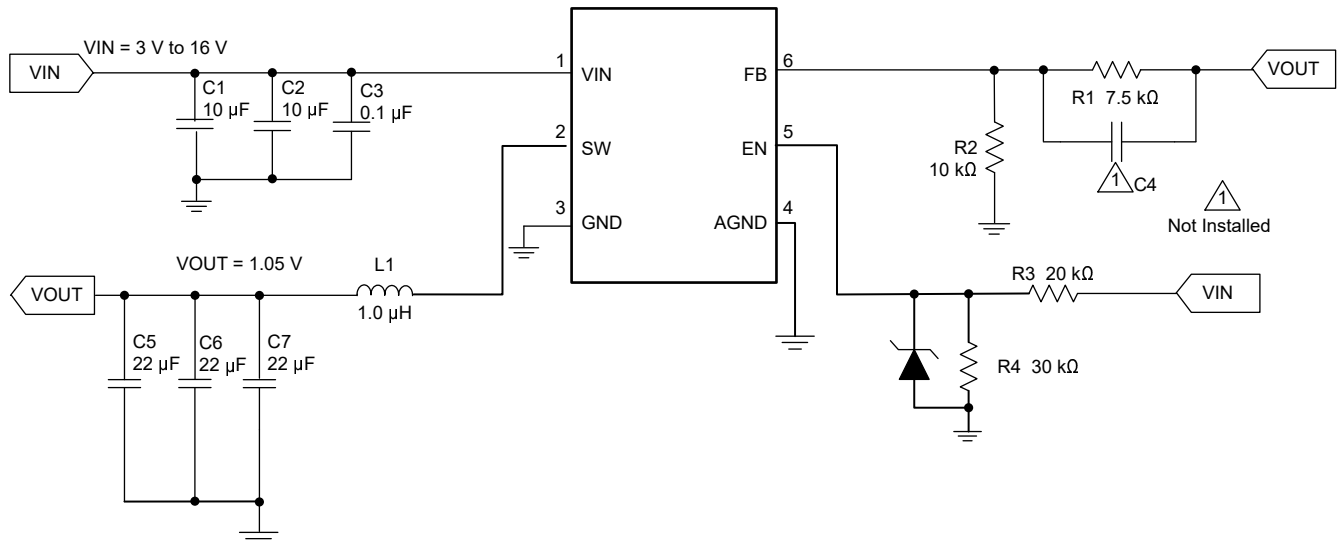 VIN = 3 V to 16 V
VIN
C1
10 µF
C2
10 µF
C3
0.1 µF
1
VIN
2
SW
3
GND
FB
6
EN
5
AGND
4
R1 7.5 kΩ
VOUT
R2
10 kΩ
1
C4
1
Not Installed
VOUT = 1.05 V
VOUT
L1
1.0 µH
C5
22 µF
C6
22 µF
C7
22 µF
R3 20 kΩ
VIN
R4 30 kΩ